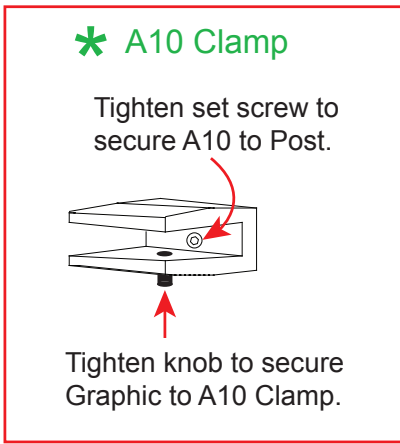 * A10 Clamp
Tighten set screw to
secure A10 to Post.
Tighten knob to secure
Graphic to A10 Clamp.